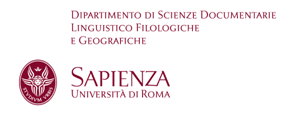 DIPARTIMENTO DI SCIENZE DOCUMENTARIE
LINGUISTICO FILOLOGICHE
E GEOGRAFICHE
SAPIENZA
UNIVERSITÀ DI ROMA